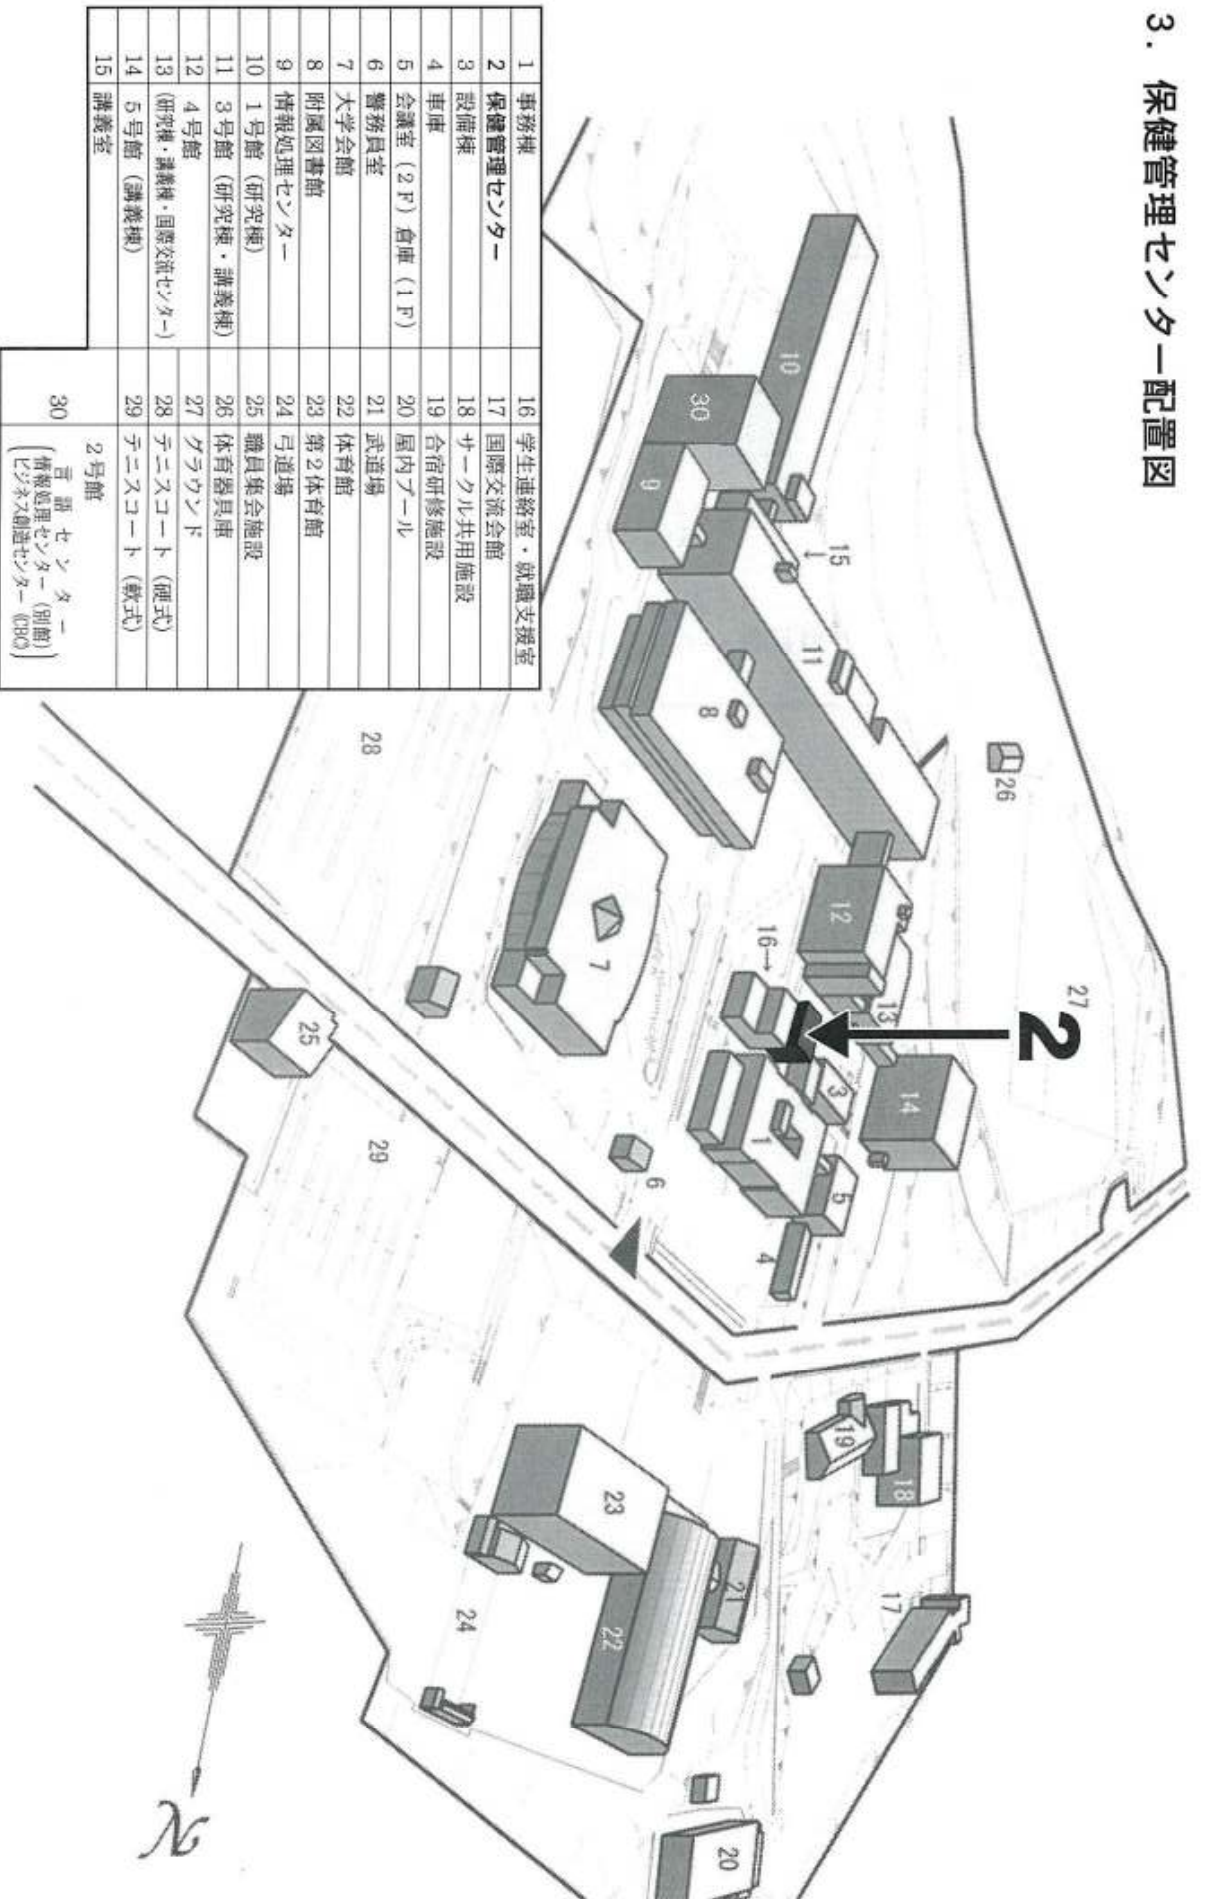 3．保健管理センター配置図
1 事務棟
2 保健管理センター
3 設備棟
4 車庫
5 会議室（2F）倉庫（1F）
6 警務員室
7 大学会館
8 附属図書館
9 情報処理センター
10 1号館（研究棟）
11 3号館（研究棟・講義棟）
12 4号館
13 （研究棟・講義棟・国際交流センター）
14 5号館（講義棟）
15 講義室
16 学生連絡室・就職支援室
17 国際交流会館
18 サークル共用施設
19 合宿研修施設
20 屋内プール
21 武道場
22 体育館
23 第2体育館
24 弓道場
25 職員集会施設
26 体育器具庫
27 グラウンド
28 テニスコート（硬式）
29 テニスコート（軟式）
30 2号館
言語センター
情報処理センター（別館）
ビジネス創造センター（CBC）
10
30
9
15
↓
11
26
8
28
7
12
16→
13
27
2
3
14
1
5
4
6
25
29
19
18
17
23
21
22
24
20
N